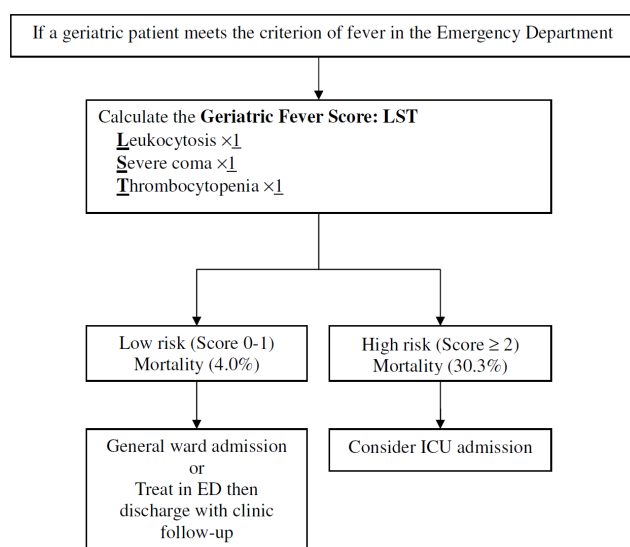 If a geriatric patient meets the criterion of fever in the Emergency Department
Calculate the Geriatric Fever Score: LST
Leukocytosis ×1
Severe coma ×1
Thrombocytopenia ×1
Low risk (Score 0-1)
Mortality (4.0%)
High risk (Score ≥ 2)
Mortality (30.3%)
General ward admission
or
Treat in ED then
discharge with clinic
follow-up
Consider ICU admission